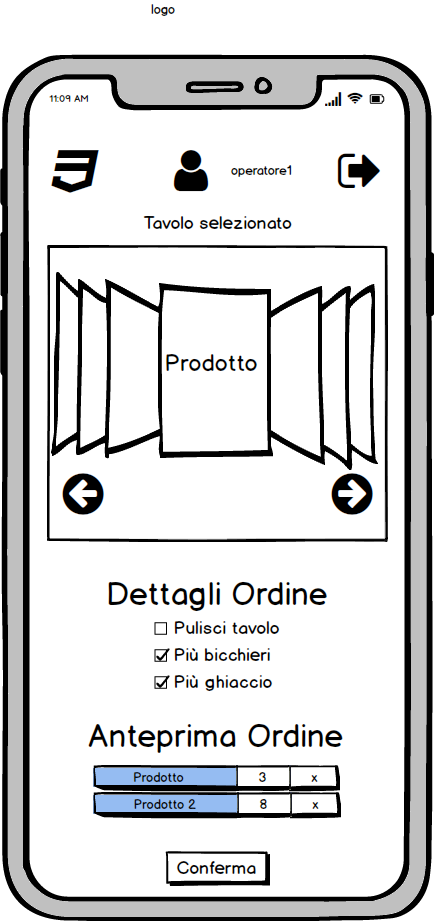 logo
11:09 AM
operatore1
Tavolo selezionato
Prodotto
Dettagli Ordine
Pulisci tavolo
Più bicchieri
Più ghiaccio
Anteprima Ordine
Prodotto 3 x
Prodotto 2 8 x
Conferma